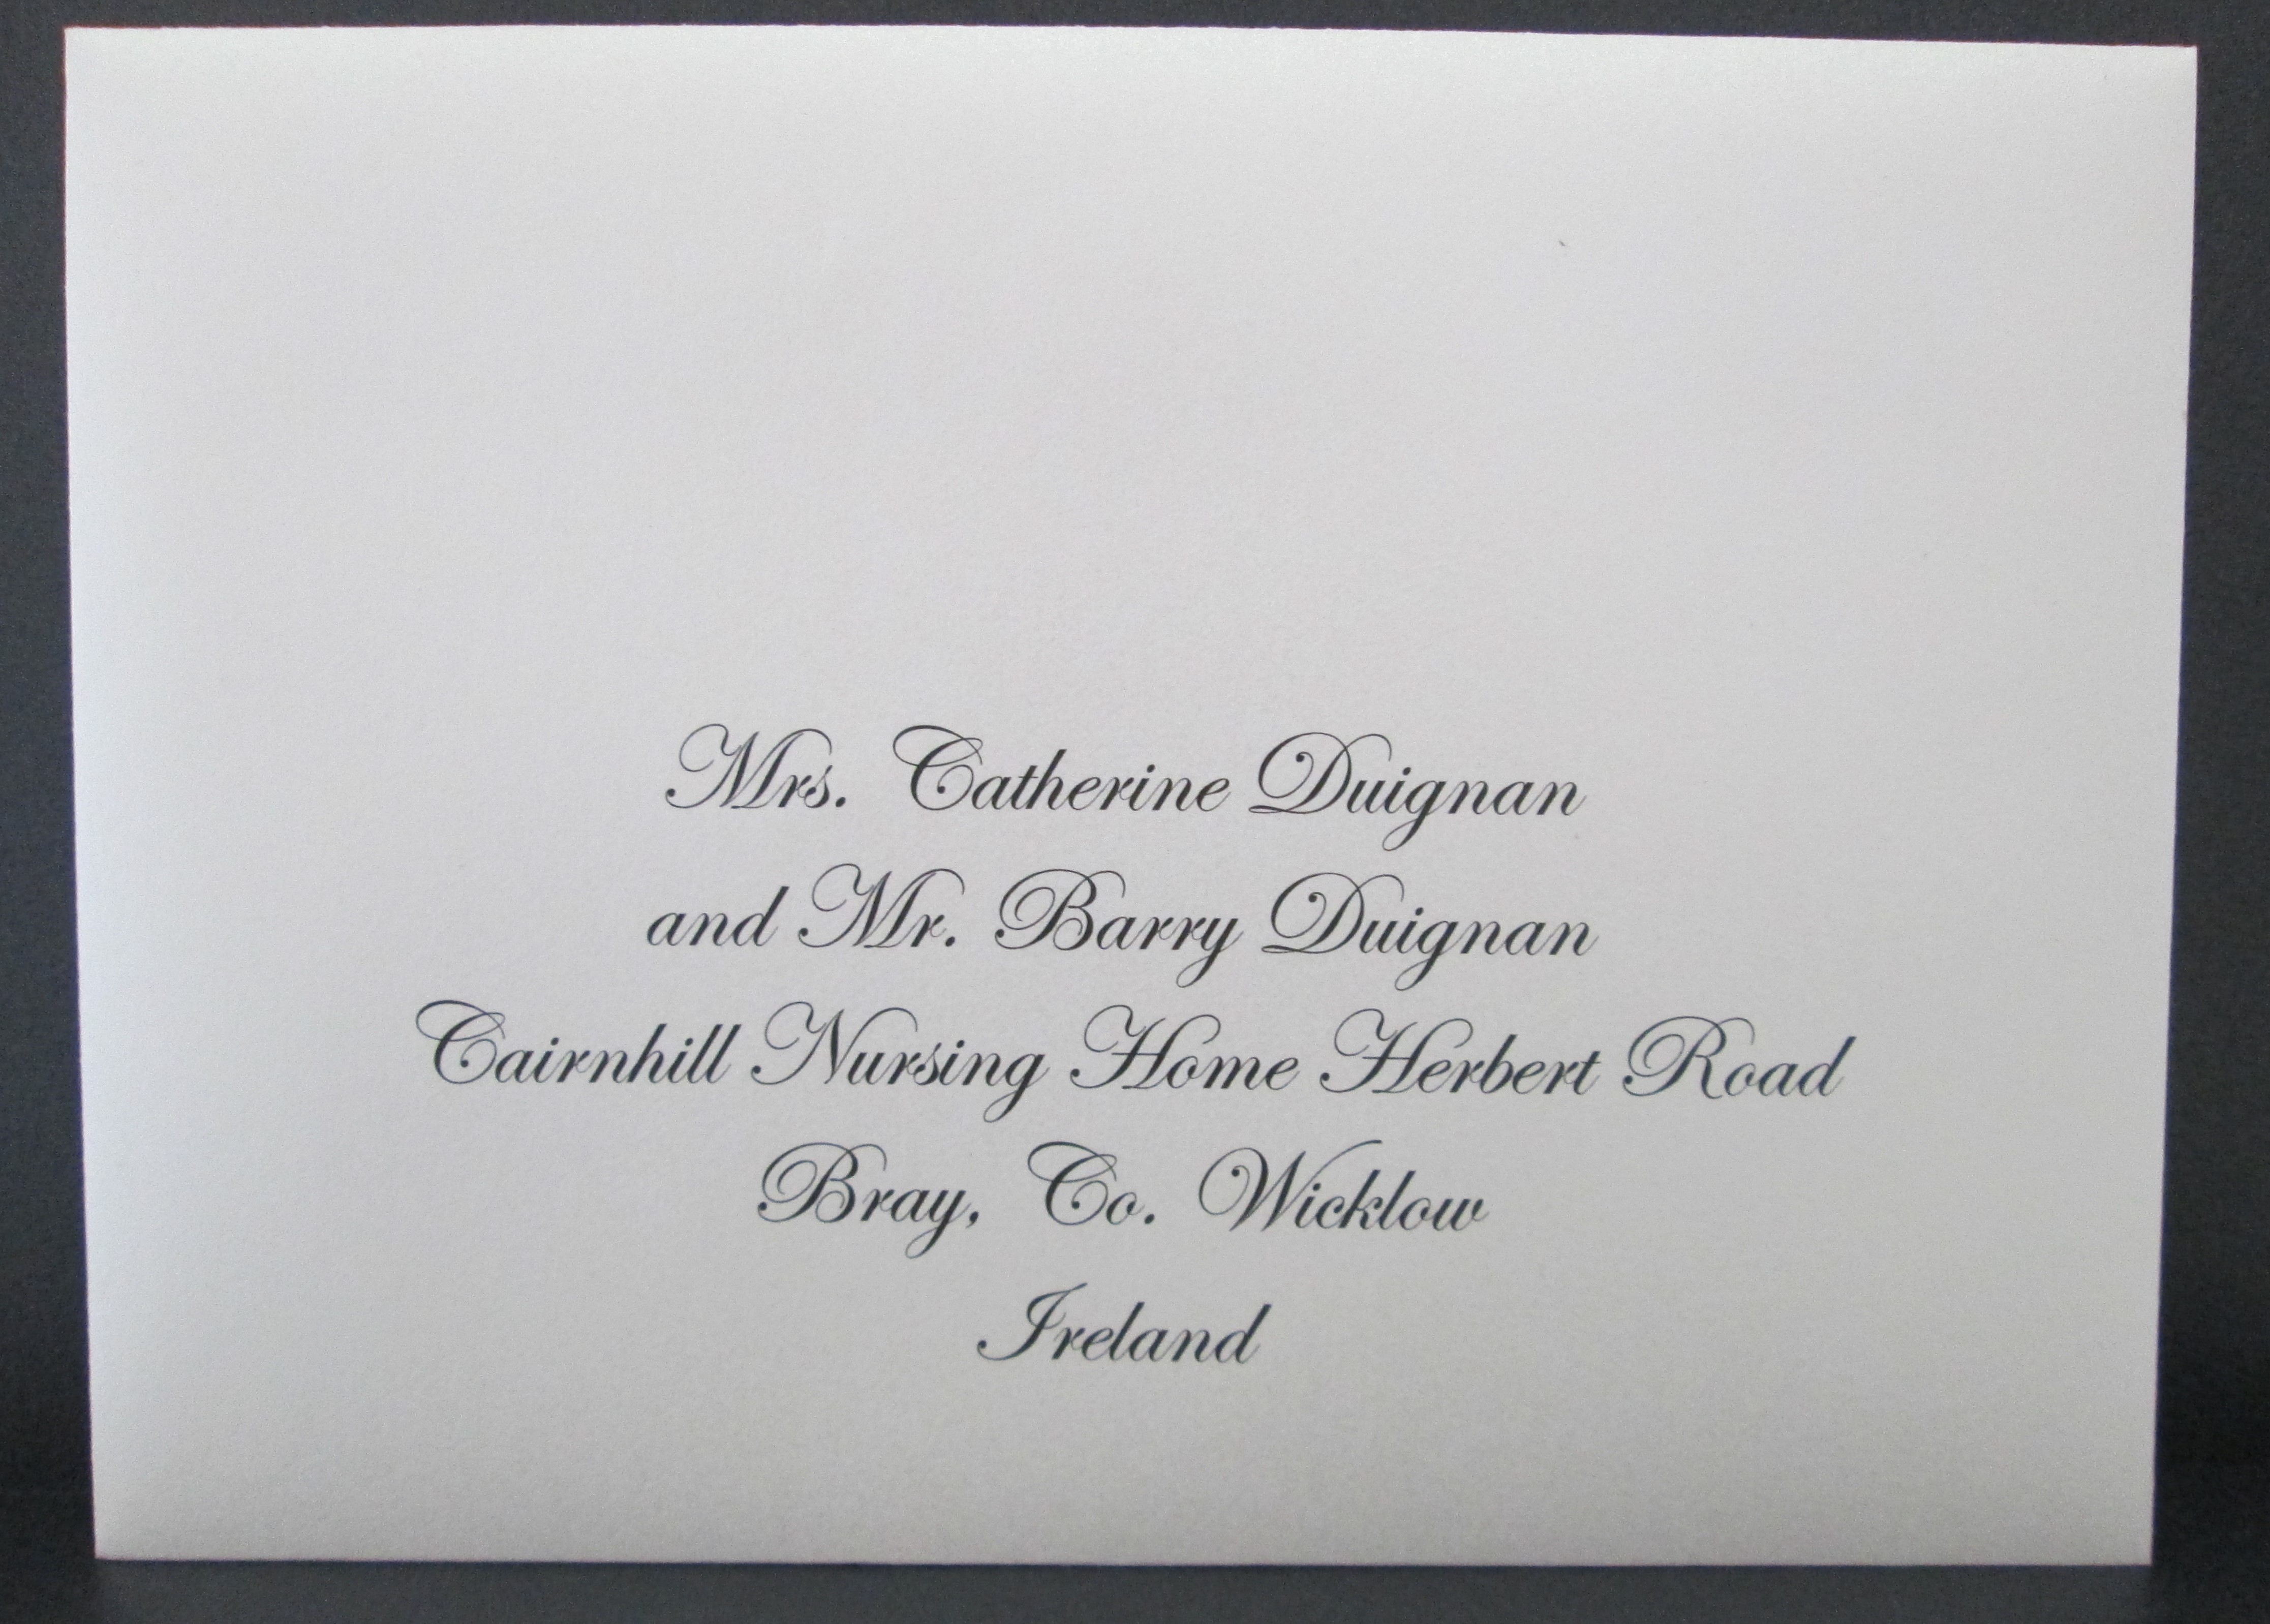 Mrs. Catherine Duignan
and Mr. Barry Duignan
Cairnhill Nursing Home Herbert Road
Bray, Co. Wicklow
Ireland